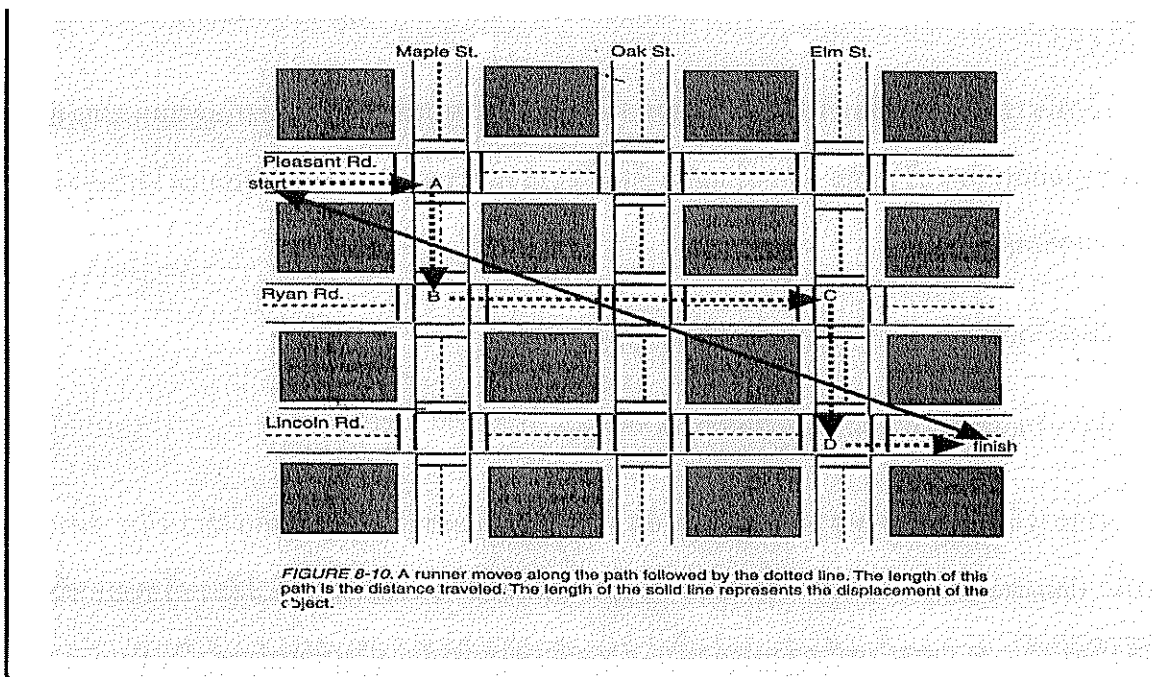 Maple St. Oak St. Elm St.
Pleasant Rd.
start A
Ryan Rd. B C
Lincoln Rd.
D finish
FIGURE 8-10. A runner moves along the path followed by the dotted line. The length of this
path is the distance traveled. The length of the solid line represents the displacement of the
object.